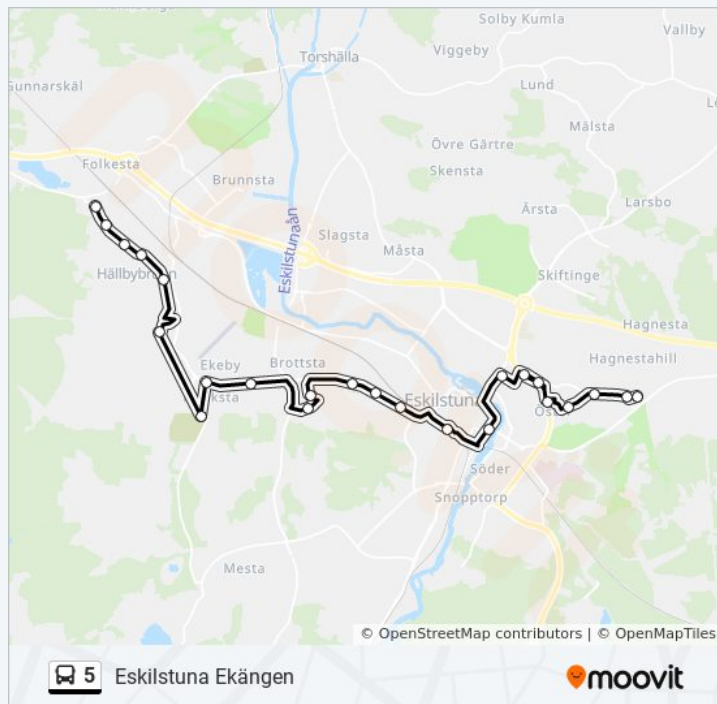 Solby Kumla
Vallby
Viggeby
Torshälla
Gunnarskäl
Lund
Mälsta
Övre Gärtre
Folkesta
Skensta
Brunnsta
Larsbo
Årsta
Eskilstunaån
Slagsta
Måsta
Skiftinge
Hällbybrunn
Hagnesta
Hagnestahill
Ekeby
Brottsta
Eskilstuna
Söder
Snopptorp
Mesta
© OpenStreetMap contributors | © OpenMapTiles
5 Eskilstuna Ekängen
moovit